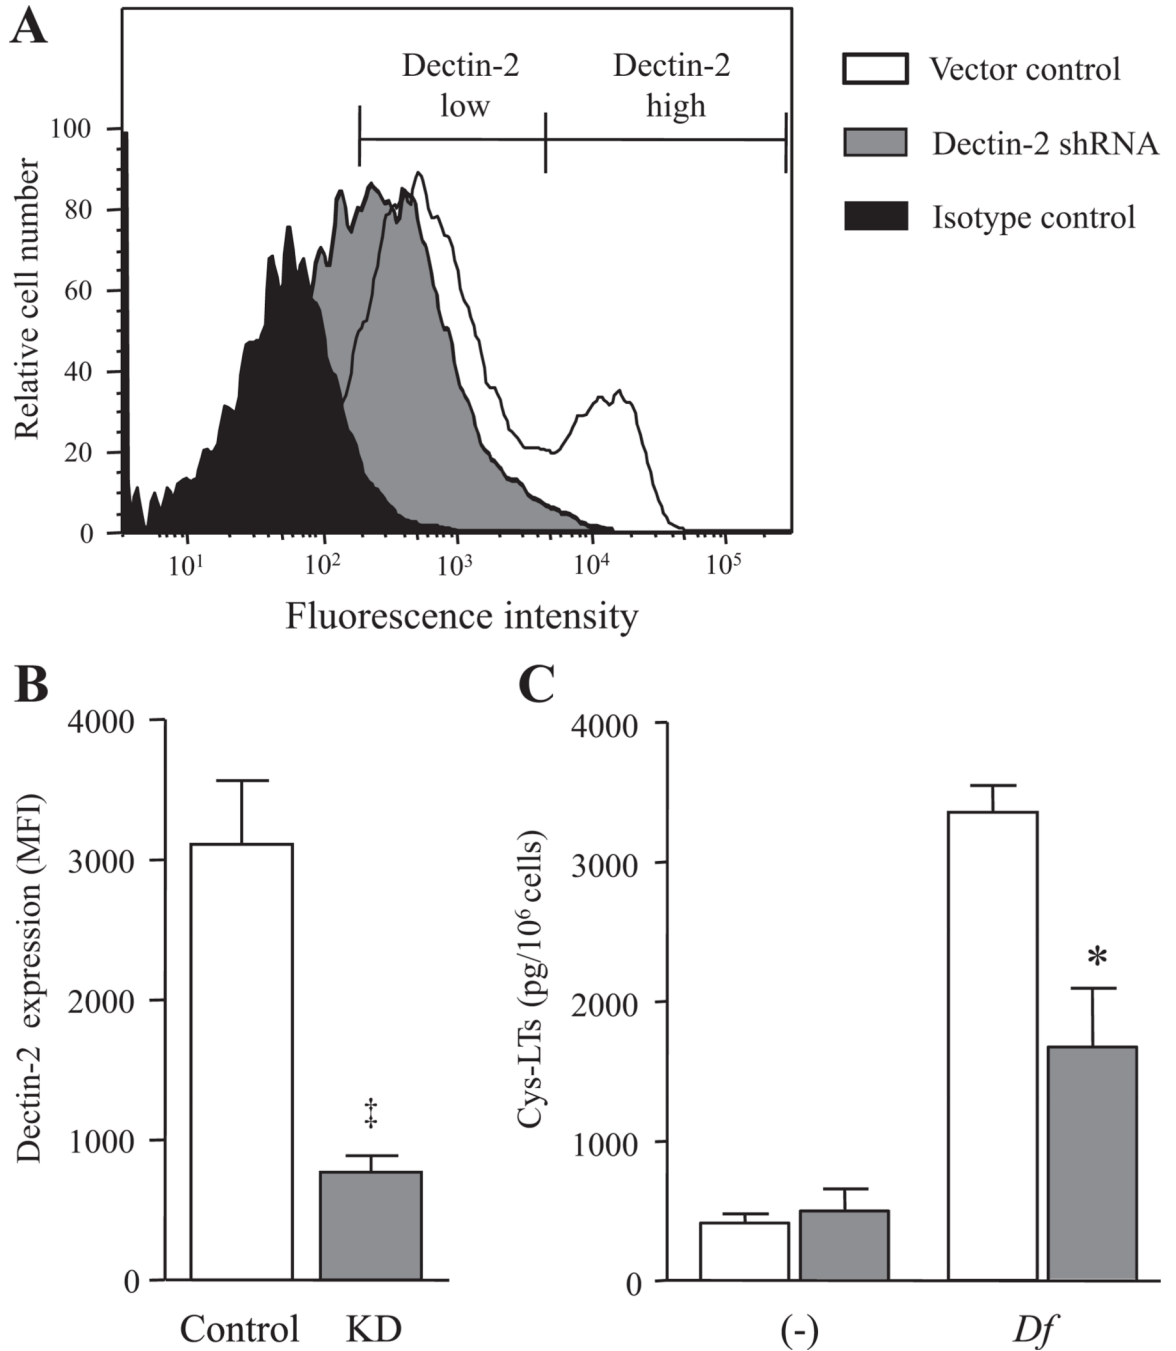 A
Dectin-2
low
Dectin-2
high
Vector control
Dectin-2 shRNA
Isotype control
Relative cell number
100
80
60
40
20
0
10¹ 10² 10³ 10⁴ 10⁵
Fluorescence intensity
B
Dectin-2 expression (MFI)
4000
3000
2000
1000
0
‡
Control KD
C
Cys-LTs (pg/10⁶ cells)
4000
3000
2000
1000
0
*
(-) Df